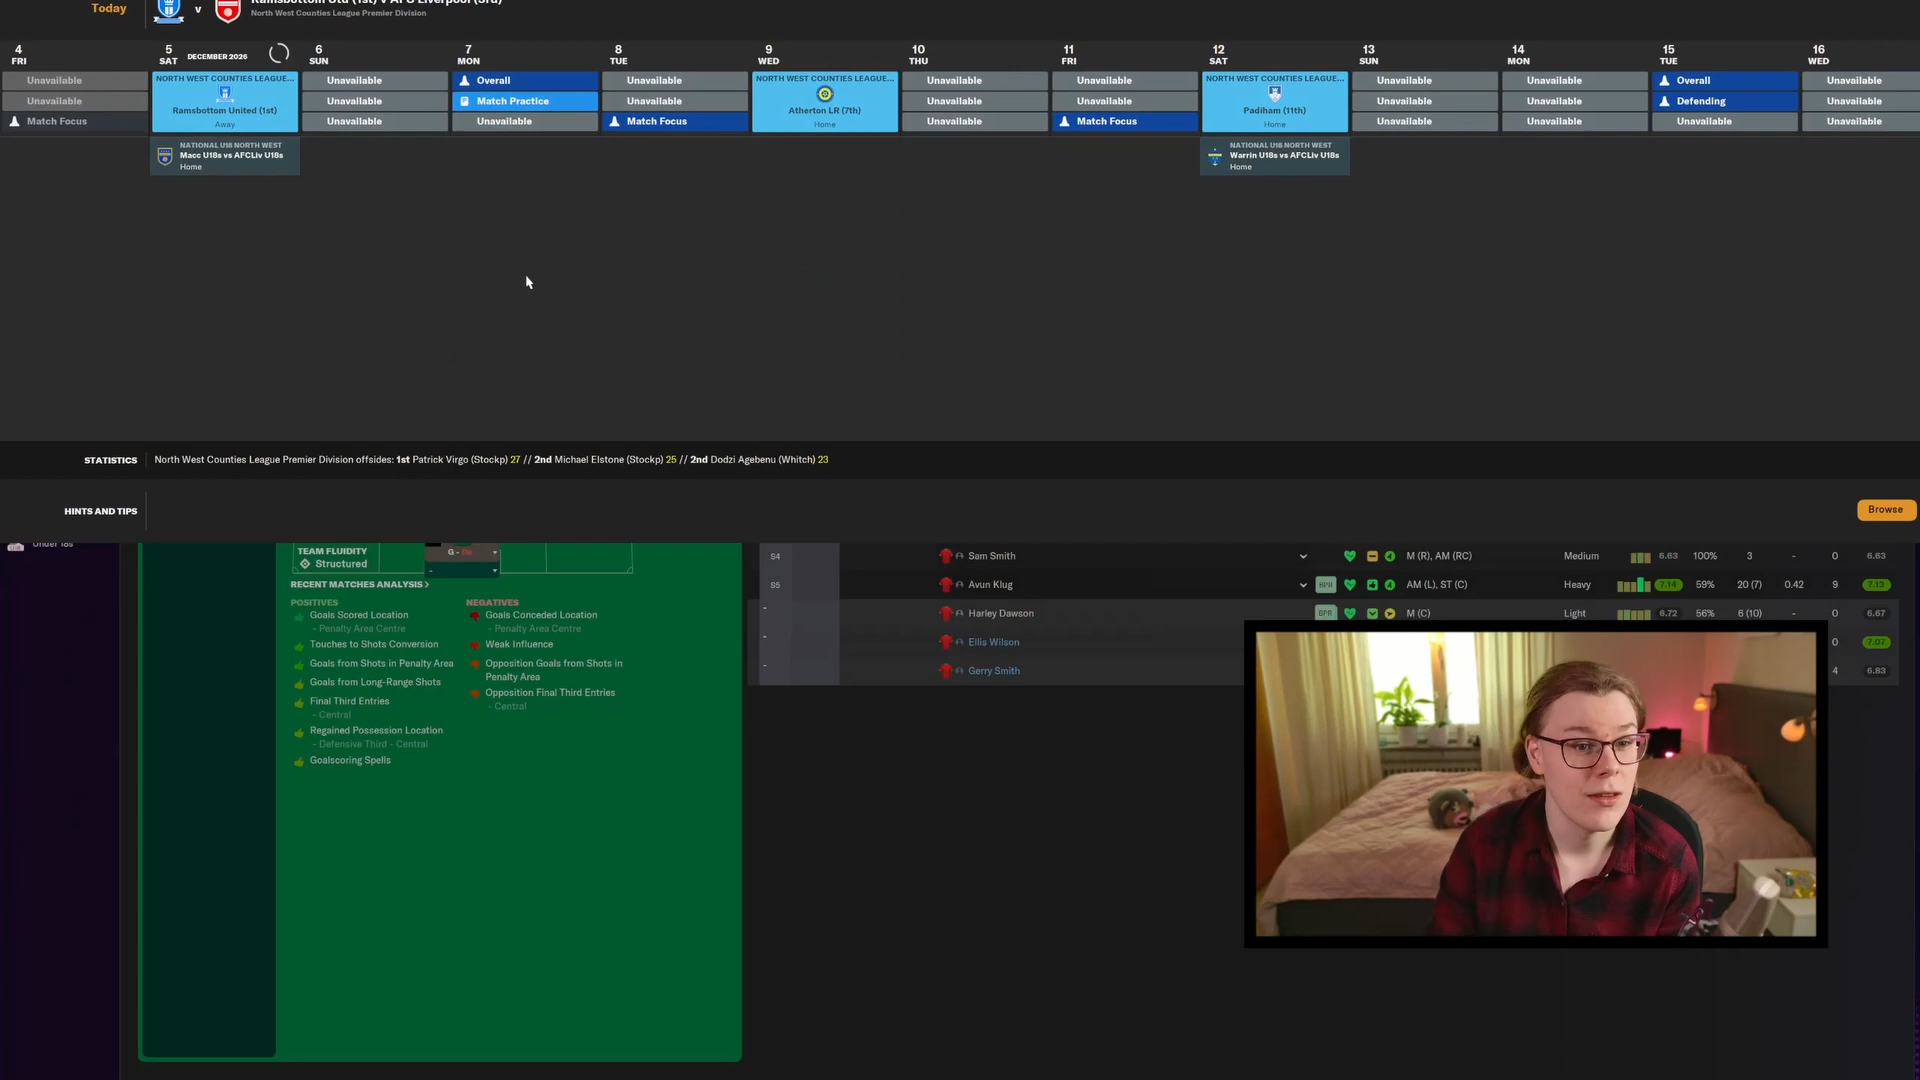 Today
v
Ramsbottom Utd (1st) v AFC Liverpool (3rd)
North West Counties League Premier Division
4 FRI
5 SAT DECEMBER 2026
6 SUN
7 MON
8 TUE
9 WED
10 THU
11 FRI
12 SAT
13 SUN
14 MON
15 TUE
16 WED
Unavailable
NORTH WEST COUNTIES LEAGUE...
Unavailable
Overall
Unavailable
NORTH WEST COUNTIES LEAGUE...
Unavailable
Unavailable
NORTH WEST COUNTIES LEAGUE...
Unavailable
Unavailable
Overall
Unavailable
Unavailable
Ramsbottom United (1st)
Unavailable
Match Practice
Unavailable
Atherton LR (7th)
Unavailable
Unavailable
Padiham (11th)
Unavailable
Unavailable
Defending
Unavailable
Match Focus
Away
Unavailable
Unavailable
Match Focus
Home
Unavailable
Match Focus
Home
Unavailable
Unavailable
Unavailable
Unavailable
NATIONAL U18 NORTH WEST
Macc U18s vs AFCLiv U18s
Home
NATIONAL U18 NORTH WEST
Warrin U18s vs AFCLiv U18s
Home
STATISTICS
North West Counties League Premier Division offsides: 1st Patrick Virgo (Stockp) 27 // 2nd Michael Elstone (Stockp) 25 // 2nd Dodzi Agebenu (Whitch) 23
HINTS AND TIPS
Browse
Under 18s
TEAM FLUIDITY
Structured
G - De
-
RECENT MATCHES ANALYSIS >
POSITIVES
Goals Scored Location
- Penalty Area Centre
Touches to Shots Conversion
Goals from Shots in Penalty Area
Goals from Long-Range Shots
Final Third Entries
- Central
Regained Possession Location
- Defensive Third - Central
Goalscoring Spells
NEGATIVES
Goals Conceded Location
- Penalty Area Centre
Weak Influence
Opposition Goals from Shots in
Penalty Area
Opposition Final Third Entries
- Central
S4 Sam Smith M (R), AM (RC) Medium 6.63 100% 3 - 0 6.63
S5 Avun Klug BPR AM (L), ST (C) Heavy 7.14 59% 20 (7) 0.42 9 7.13
- Harley Dawson BPR M (C) Light 6.72 56% 6 (10) - 0 6.67
- Ellis Wilson 0 7.07
- Gerry Smith 4 6.83